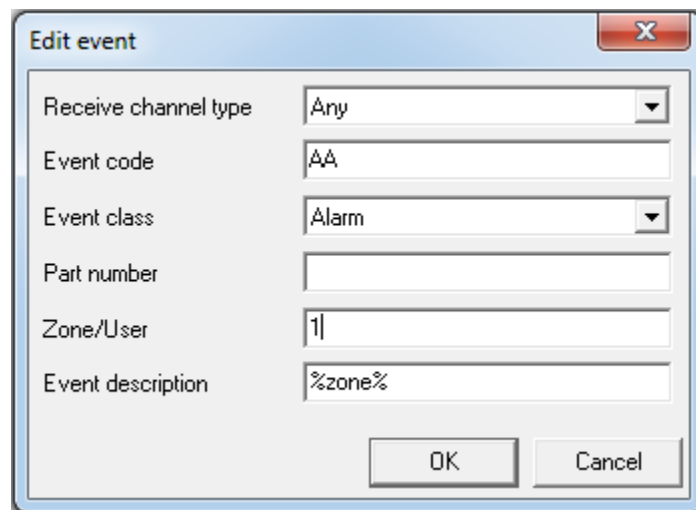 Edit event
Receive channel type Any
Event code AA
Event class Alarm
Part number
Zone/User 1
Event description %zone%
OK Cancel